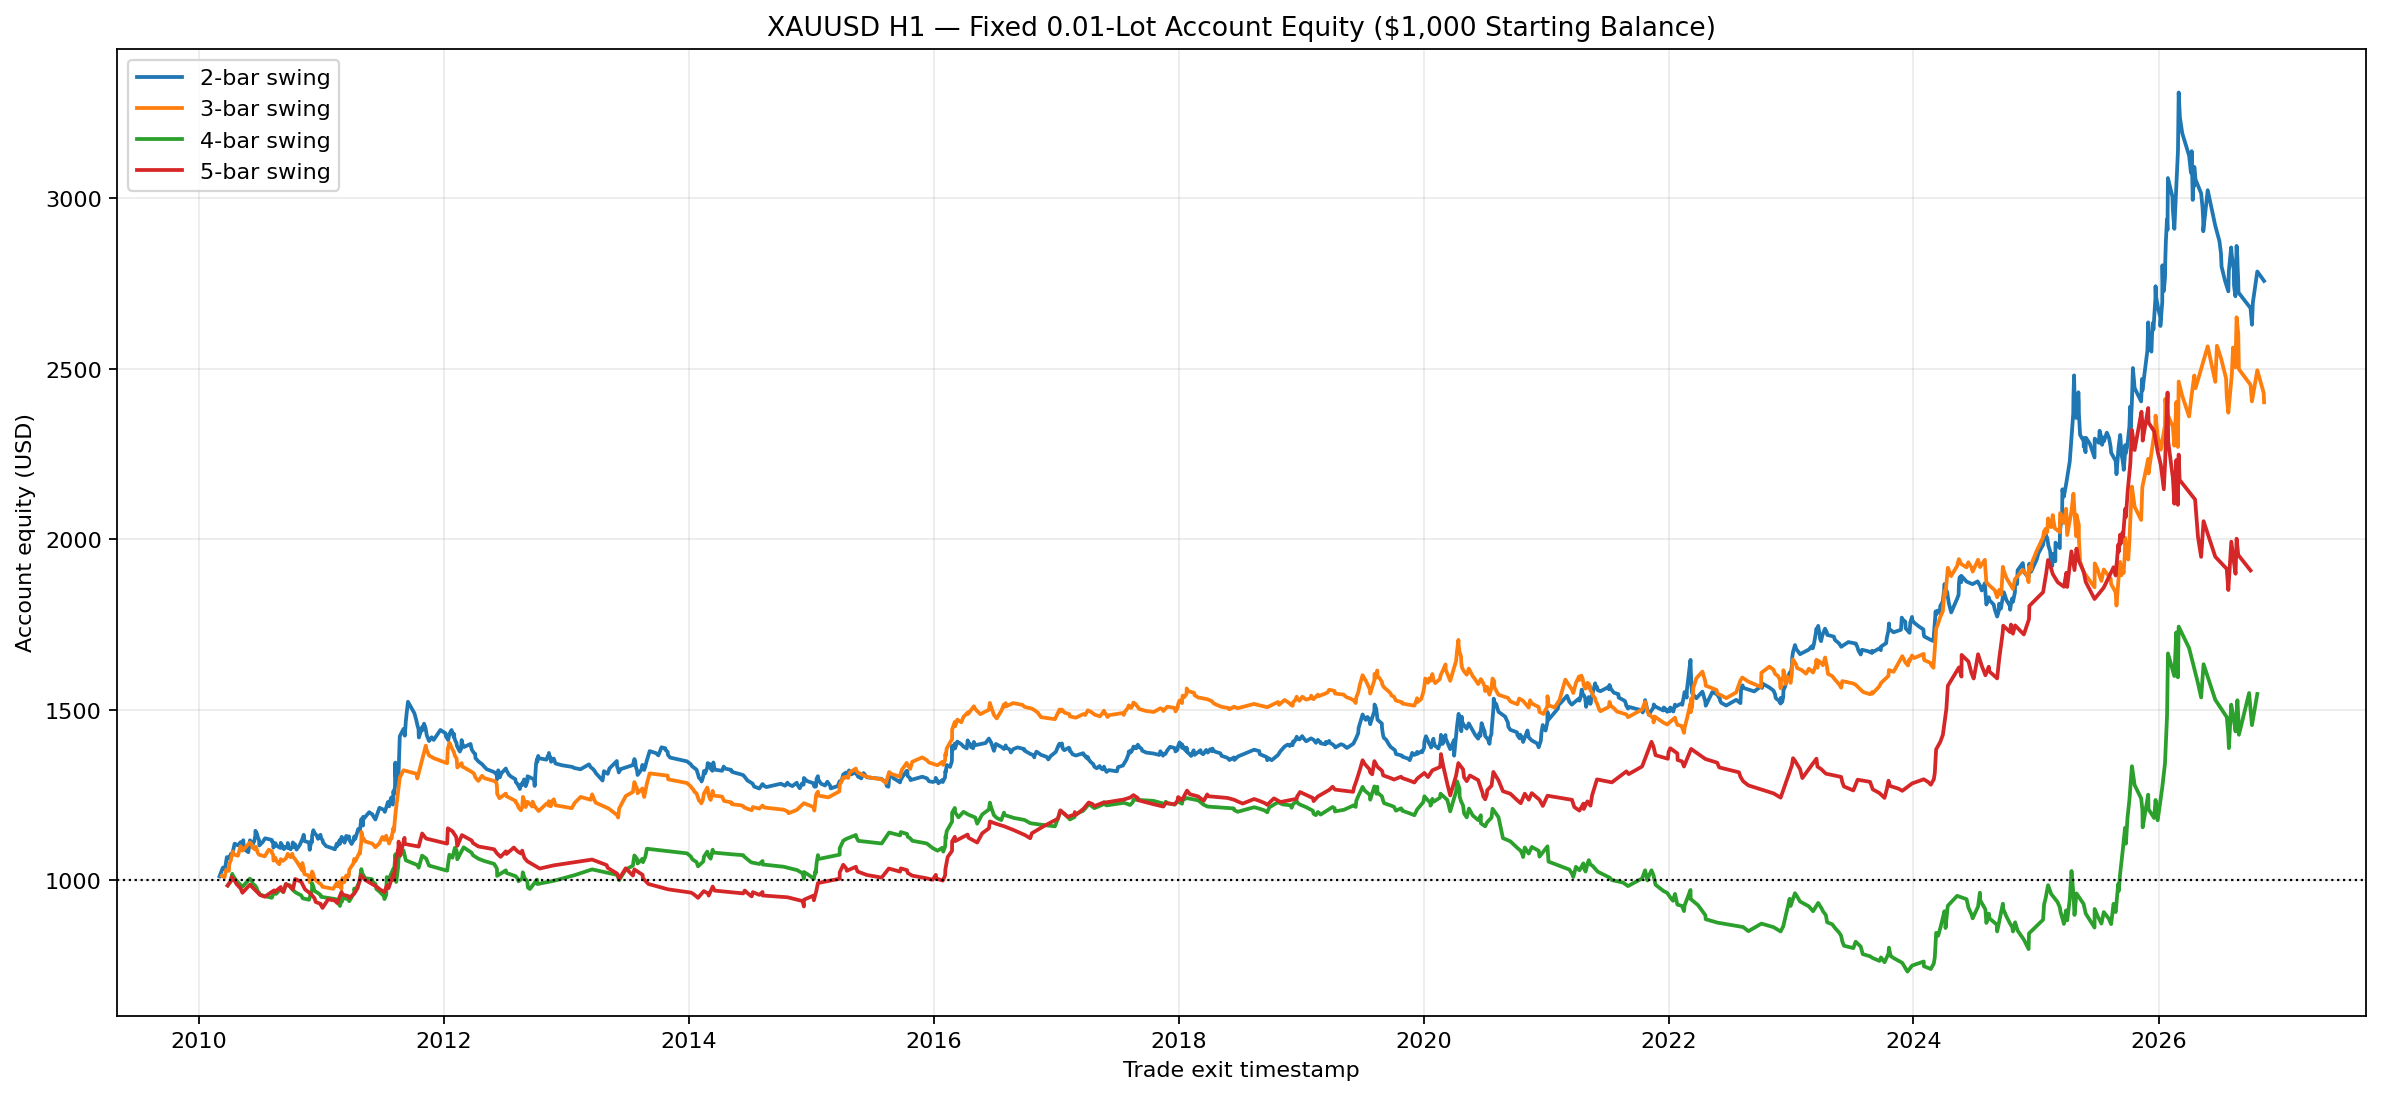 XAUUSD H1 — Fixed 0.01-Lot Account Equity ($1,000 Starting Balance)
2-bar swing
3-bar swing
4-bar swing
5-bar swing
Account equity (USD)
3000
2500
2000
1500
1000
2010 2012 2014 2016 2018 2020 2022 2024 2026
Trade exit timestamp